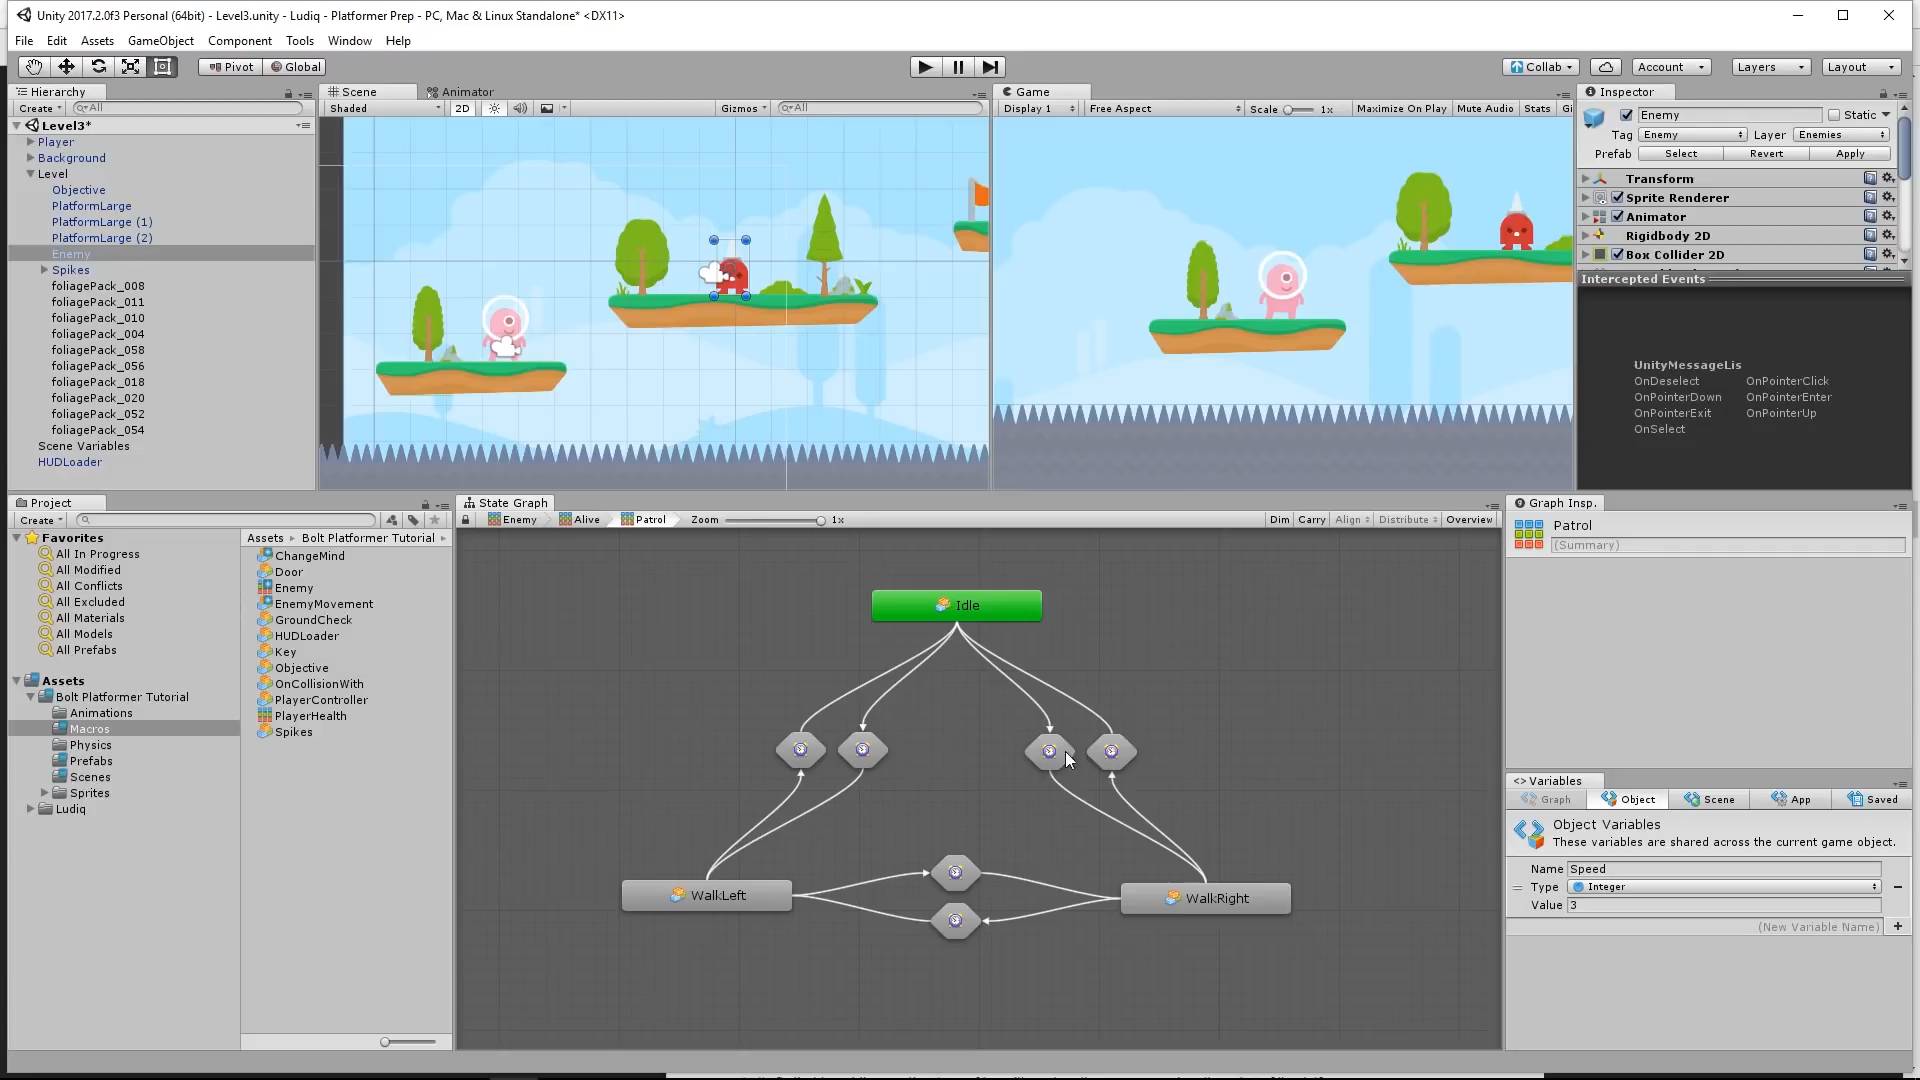 Unity 2017.2.0f3 Personal (64bit) - Level3.unity - Ludiq - Platformer Prep - PC, Mac & Linux Standalone* <DX11>
File Edit Assets GameObject Component Tools Window Help
Pivot Global Collab Account Layers Layout
Hierarchy
Create All
Level3*
Player
Background
Level
Objective
PlatformLarge
PlatformLarge (1)
PlatformLarge (2)
Enemy
Spikes
foliagePack_008
foliagePack_011
foliagePack_010
foliagePack_004
foliagePack_058
foliagePack_056
foliagePack_018
foliagePack_020
foliagePack_052
foliagePack_054
Scene Variables
HUDLoader
Scene Animator
Shaded 2D Gizmos All
Game
Display 1 Free Aspect Scale 1x Maximize On Play Mute Audio Stats Gi
Inspector
Enemy Static
Tag Enemy Layer Enemies
Prefab Select Revert Apply
Transform
Sprite Renderer
Animator
Rigidbody 2D
Box Collider 2D
Intercepted Events
UnityMessageLis
OnDeselect OnPointerClick
OnPointerDown OnPointerEnter
OnPointerExit OnPointerUp
OnSelect
Project
Create
Favorites
All In Progress
All Modified
All Conflicts
All Excluded
All Materials
All Models
All Prefabs
Assets
Bolt Platformer Tutorial
Animations
Macros
Physics
Prefabs
Scenes
Sprites
Ludiq
Assets Bolt Platformer Tutorial
ChangeMind
Door
Enemy
EnemyMovement
GroundCheck
HUDLoader
Key
Objective
OnCollisionWith
PlayerController
PlayerHealth
Spikes
State Graph
Enemy Alive Patrol Zoom 1x Dim Carry Align Distribute Overview
Idle
WalkLeft
WalkRight
Graph Insp.
Patrol
(Summary)
<> Variables
Graph Object Scene App Saved
Object Variables
These variables are shared across the current game object.
Name Speed
Type Integer
Value 3
(New Variable Name)